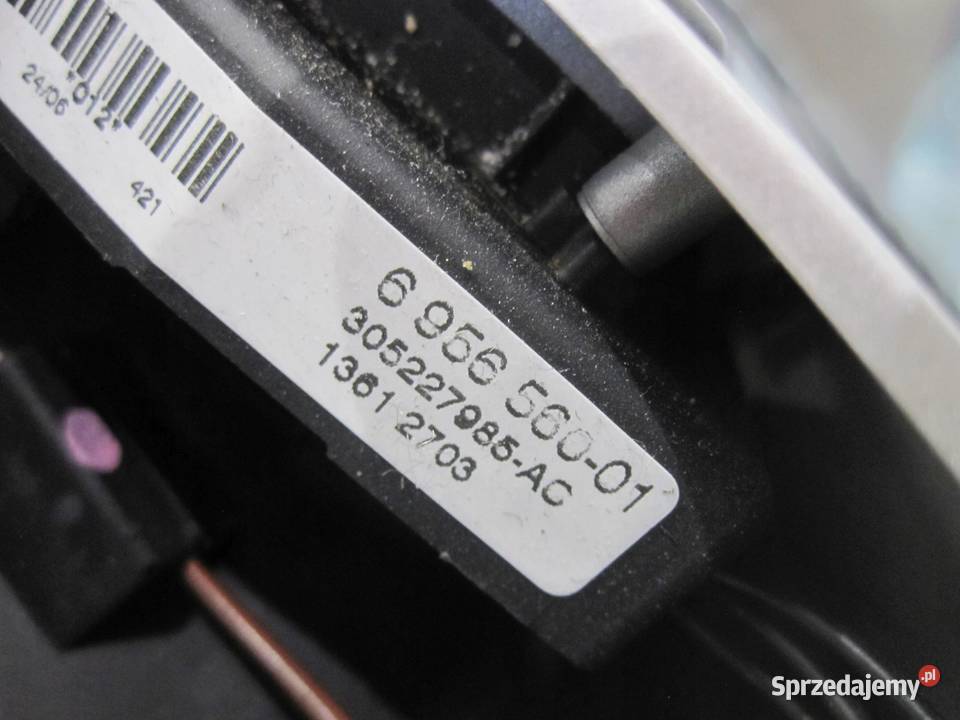 *012*
24/06
421
6 956 560-01
305227985-AC
1361 2703
Sprzedajemy.pl